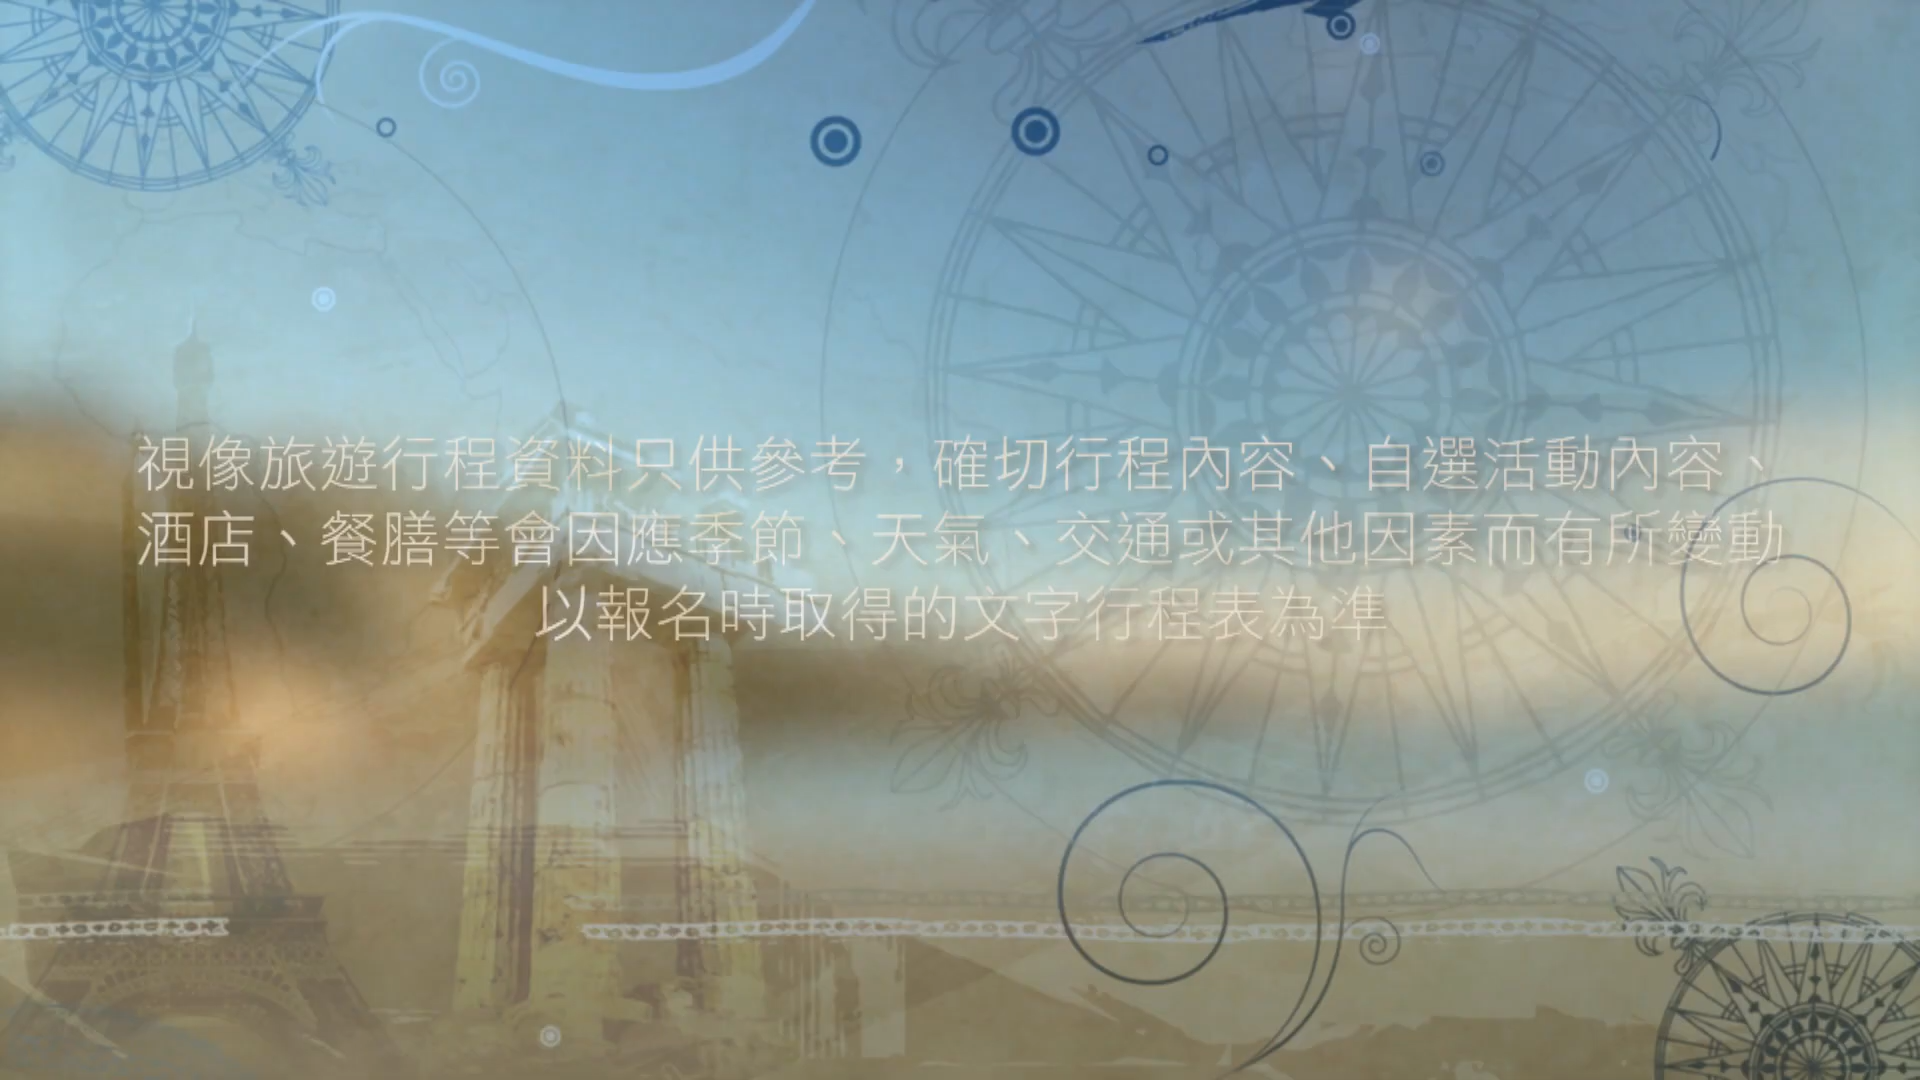 視像旅遊行程資料只供參考，確切行程內容、自選活動內容、
酒店、餐膳等會因應季節、天氣、交通或其他因素而有所變動
以報名時取得的文字行程表為準